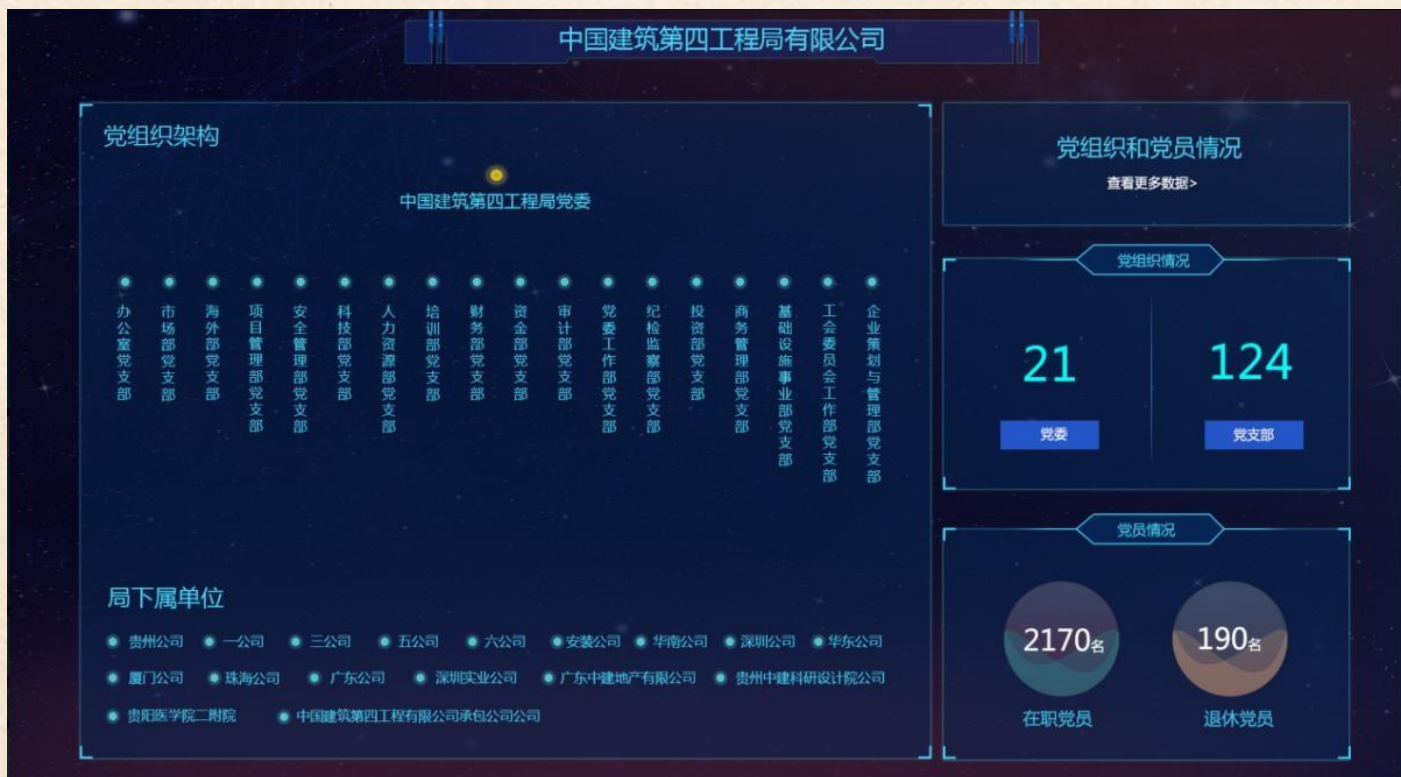 中国建筑第四工程局有限公司
党组织架构
中国建筑第四工程局党委
办公室党支部
市场部党支部
海外部党支部
项目管理部党支部
安全管理部党支部
科技部党支部
人力资源部党支部
培训部党支部
财务部党支部
资金部党支部
审计部党支部
党委工作部党支部
纪检监察部党支部
投资部党支部
商务管理部党支部
基础设施事业部党支部
工会委员会工作部党支部
企业策划与管理部党支部
局下属单位
贵州公司 一公司 三公司 五公司 六公司 安装公司 华南公司 深圳公司 华东公司
厦门公司 珠海公司 广东公司 深圳实业公司 广东中建地产有限公司 贵州中建科研设计院公司
贵阳医学院二附院 中国建筑第四工程有限公司承包公司公司
党组织和党员情况
查看更多数据>
党组织情况
21 124
党委 党支部
党员情况
2170名 190名
在职党员 退休党员